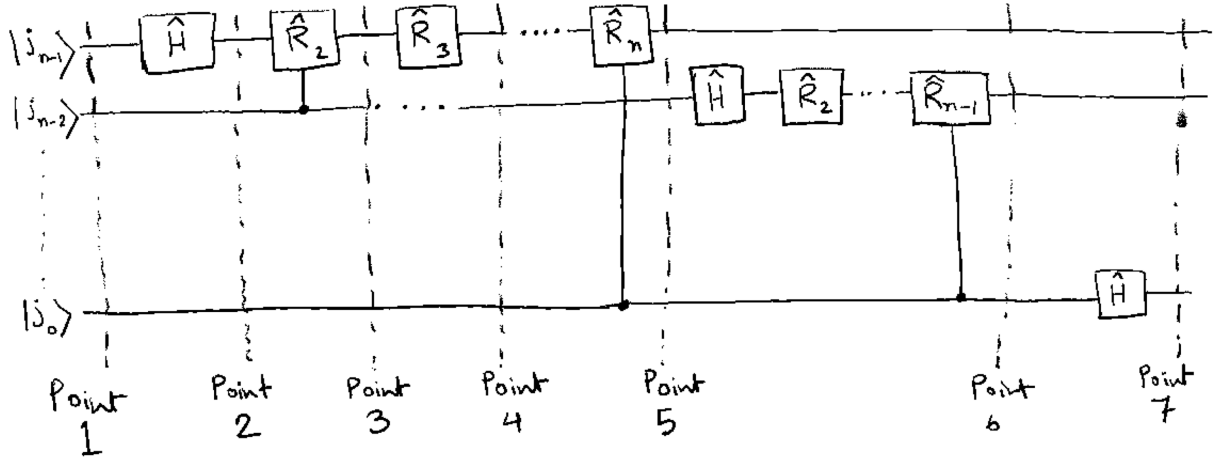 |j_{n-1}⟩ Ĥ R̂_2 R̂_3 .... R̂_n
|j_{n-2}⟩ .... Ĥ R̂_2 ... R̂_{n-1}
|j_0⟩ Ĥ
Point 1 Point 2 Point 3 Point 4 Point 5 Point 6 Point 7